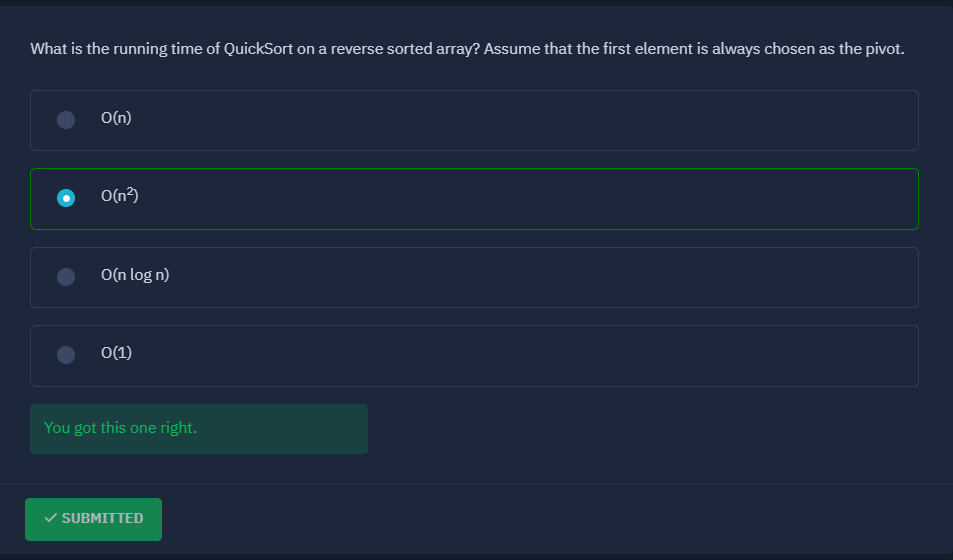 What is the running time of QuickSort on a reverse sorted array? Assume that the first element is always chosen as the pivot.
O(n)
O(n²)
O(n log n)
O(1)
You got this one right.
✓ SUBMITTED